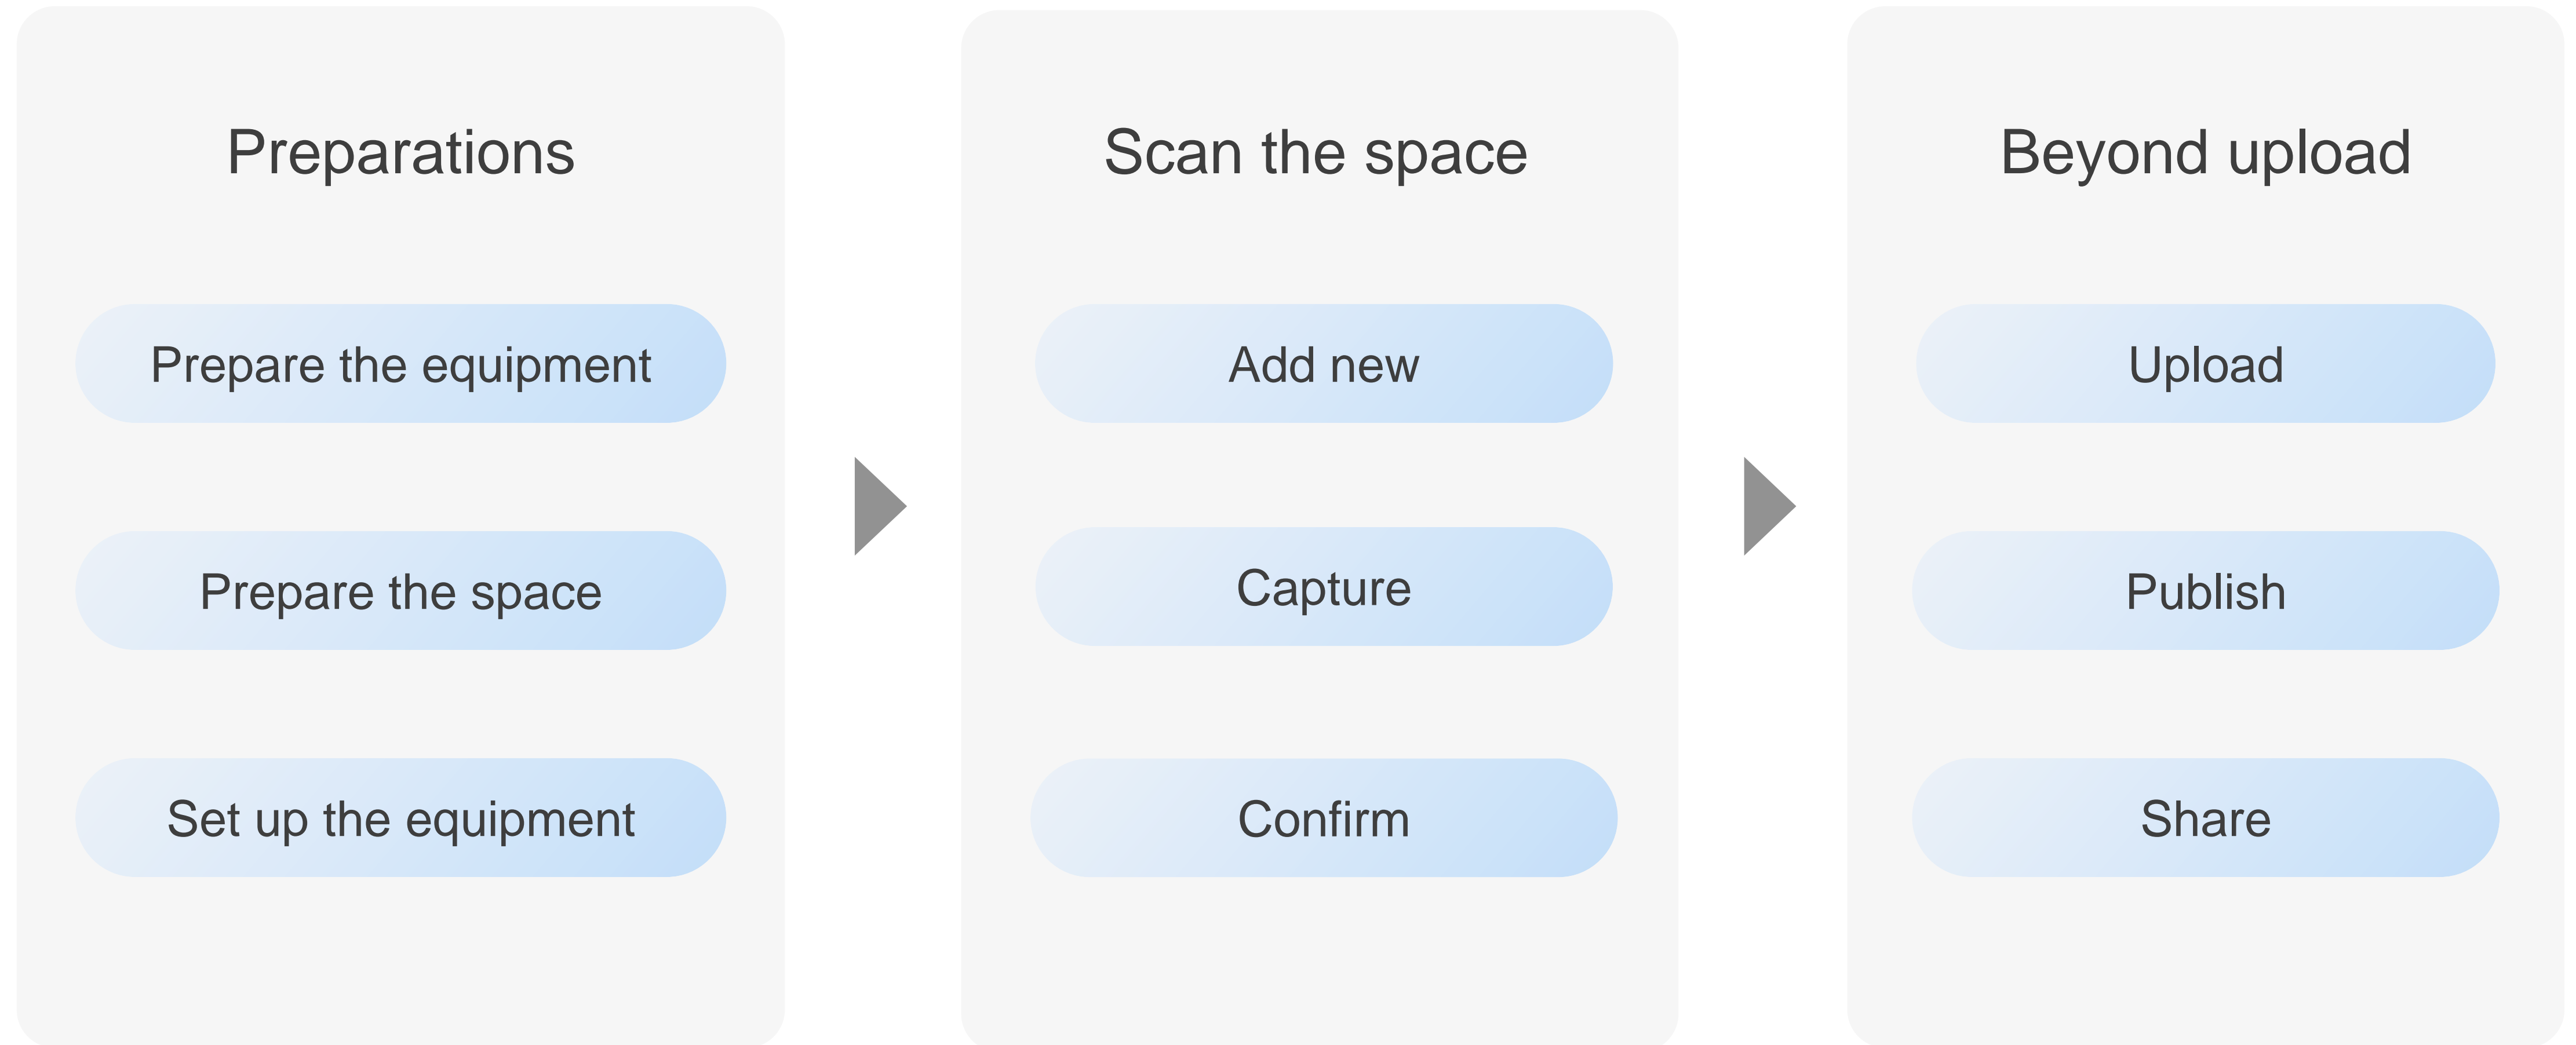 Preparations
Prepare the equipment
Prepare the space
Set up the equipment
Scan the space
Add new
Capture
Confirm
Beyond upload
Upload
Publish
Share